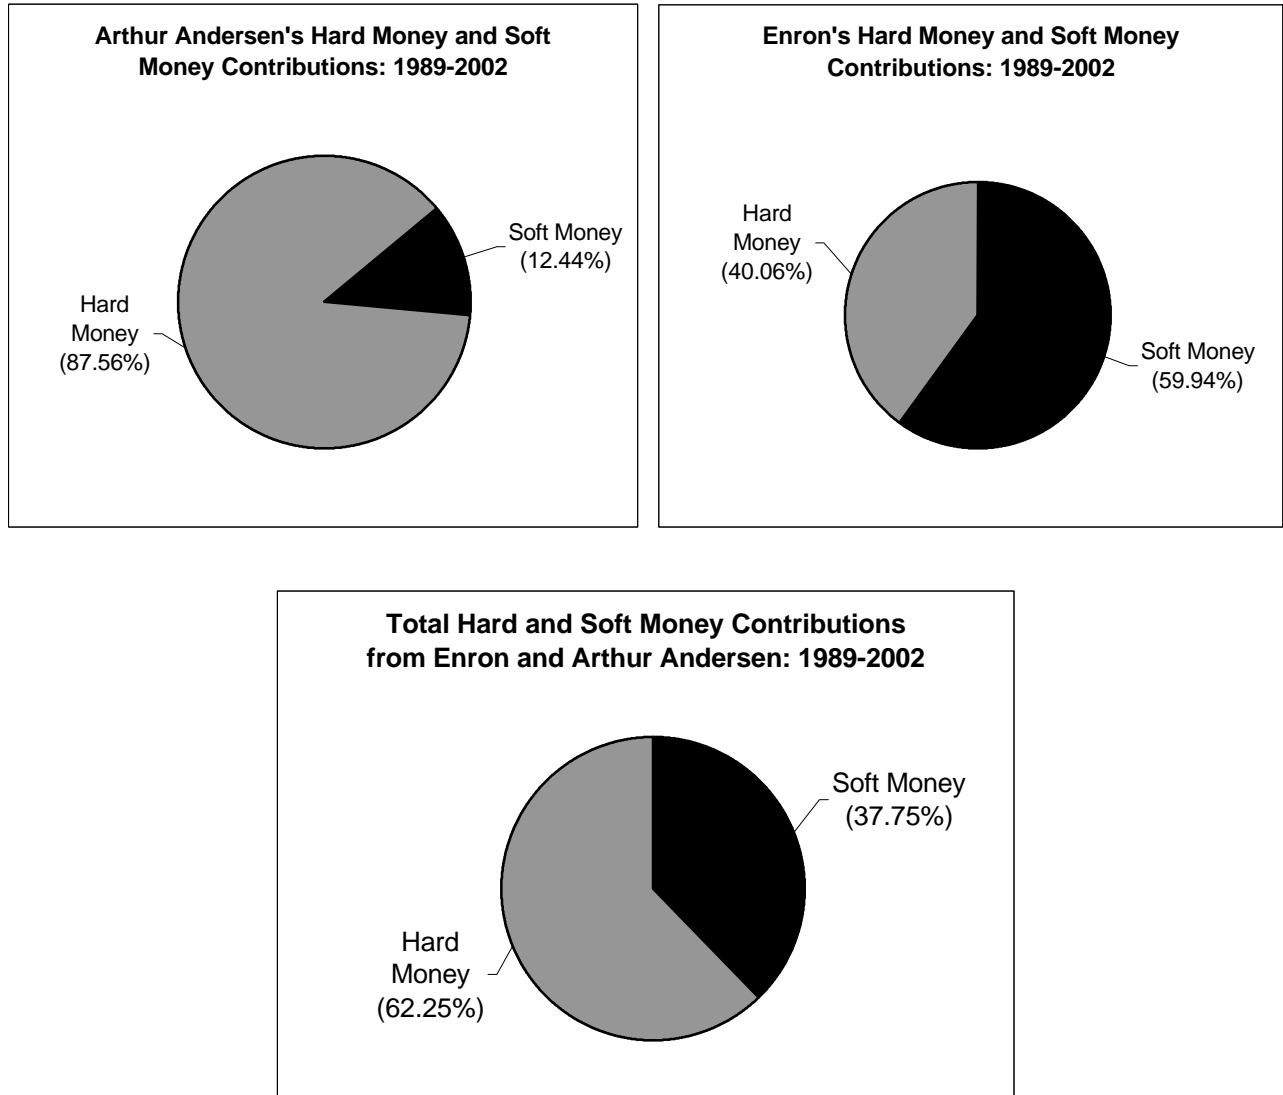 Arthur Andersen's Hard Money and Soft
Money Contributions: 1989-2002
Soft Money
(12.44%)
Hard
Money
(87.56%)
Enron's Hard Money and Soft Money
Contributions: 1989-2002
Hard
Money
(40.06%)
Soft Money
(59.94%)
Total Hard and Soft Money Contributions
from Enron and Arthur Andersen: 1989-2002
Soft Money
(37.75%)
Hard
Money
(62.25%)